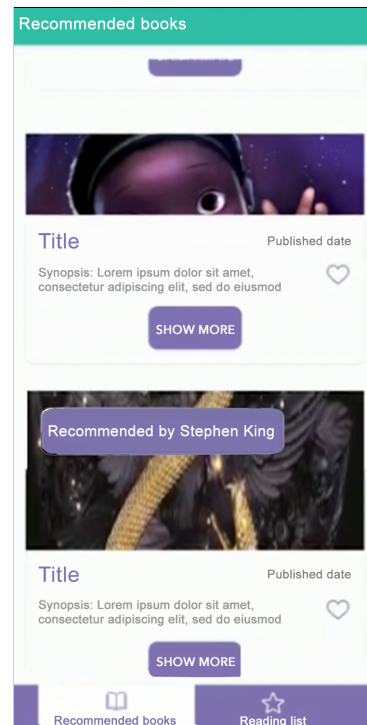 Recommended books
Title
Published date
Synopsis: Lorem ipsum dolor sit amet,
consectetur adipiscing elit, sed do eiusmod
SHOW MORE
Recommended by Stephen King
Title
Published date
Synopsis: Lorem ipsum dolor sit amet,
consectetur adipiscing elit, sed do eiusmod
SHOW MORE
Recommended books
Reading list